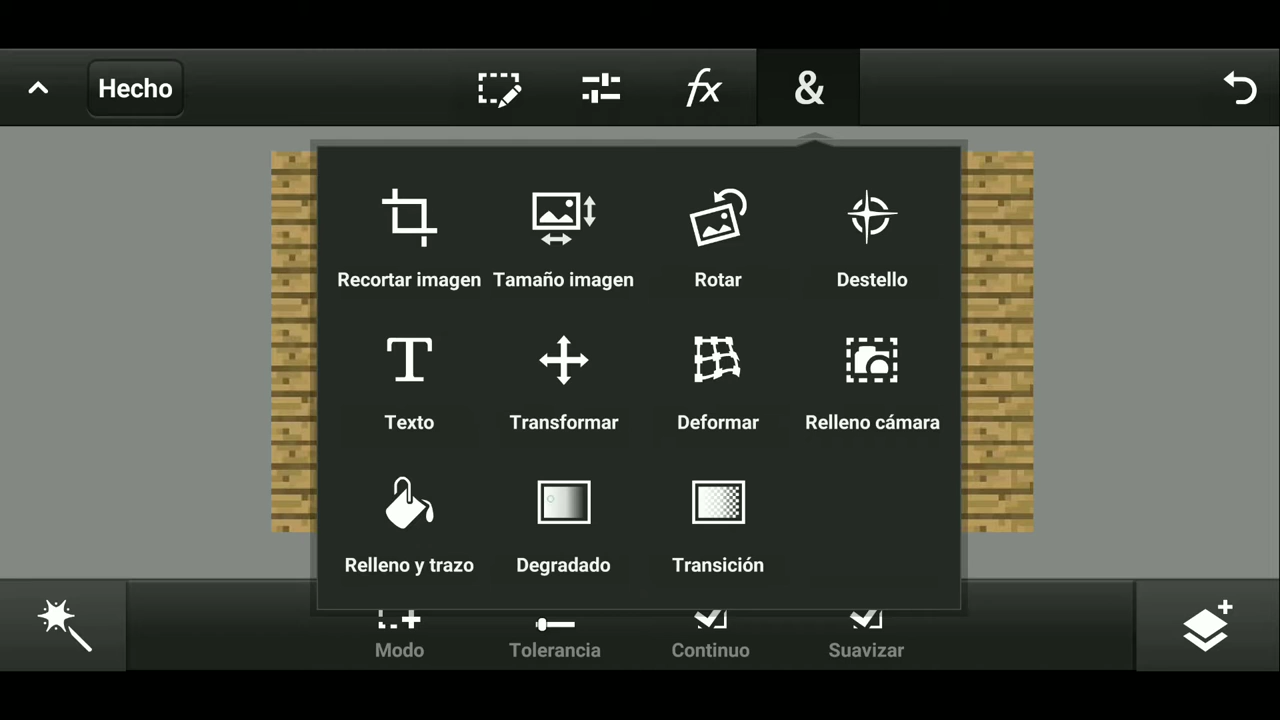 Hecho
fx
&
Recortar imagen
Tamaño imagen
Rotar
Destello
T
Texto
Transformar
Deformar
Relleno cámara
Relleno y trazo
Degradado
Transición
Modo
Tolerancia
Continuo
Suavizar